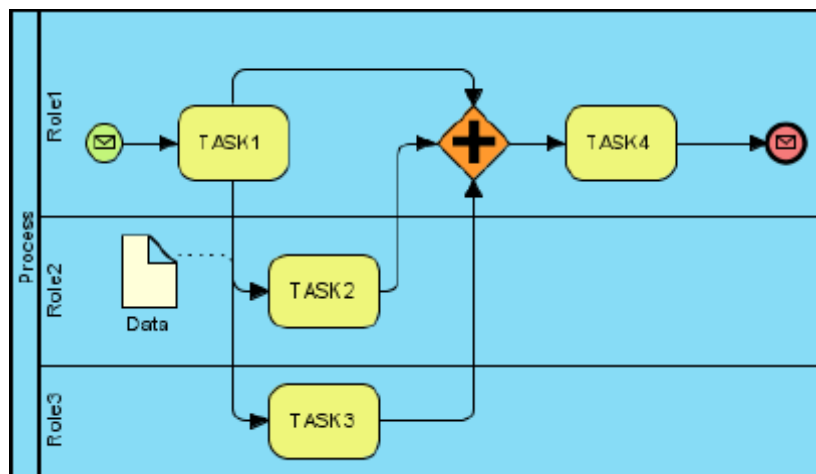 Process
Role1
TASK1
TASK4
Role2
Data
TASK2
Role3
TASK3